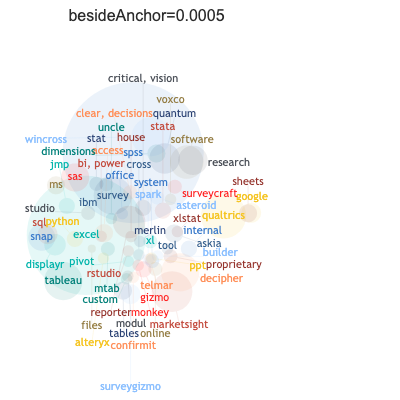 besideAnchor=0.0005
critical, vision
voxco
clear, decisions quantum
uncle stata
wincross stat house software
dimensions access spss
jmp bi, power cross research
sas office
ms system sheets
survey spark surveycraft google
studio ibm asteroid
sql python xlstat qualtrics
snap excel merlin internal
xl askia
tool builder
displayr pivot ppt proprietary
rstudio decipher
tableau mtab telmar
custom gizmo
reporter monkey
files modul marketsight
tables online
alteryx confirmit
surveygizmo